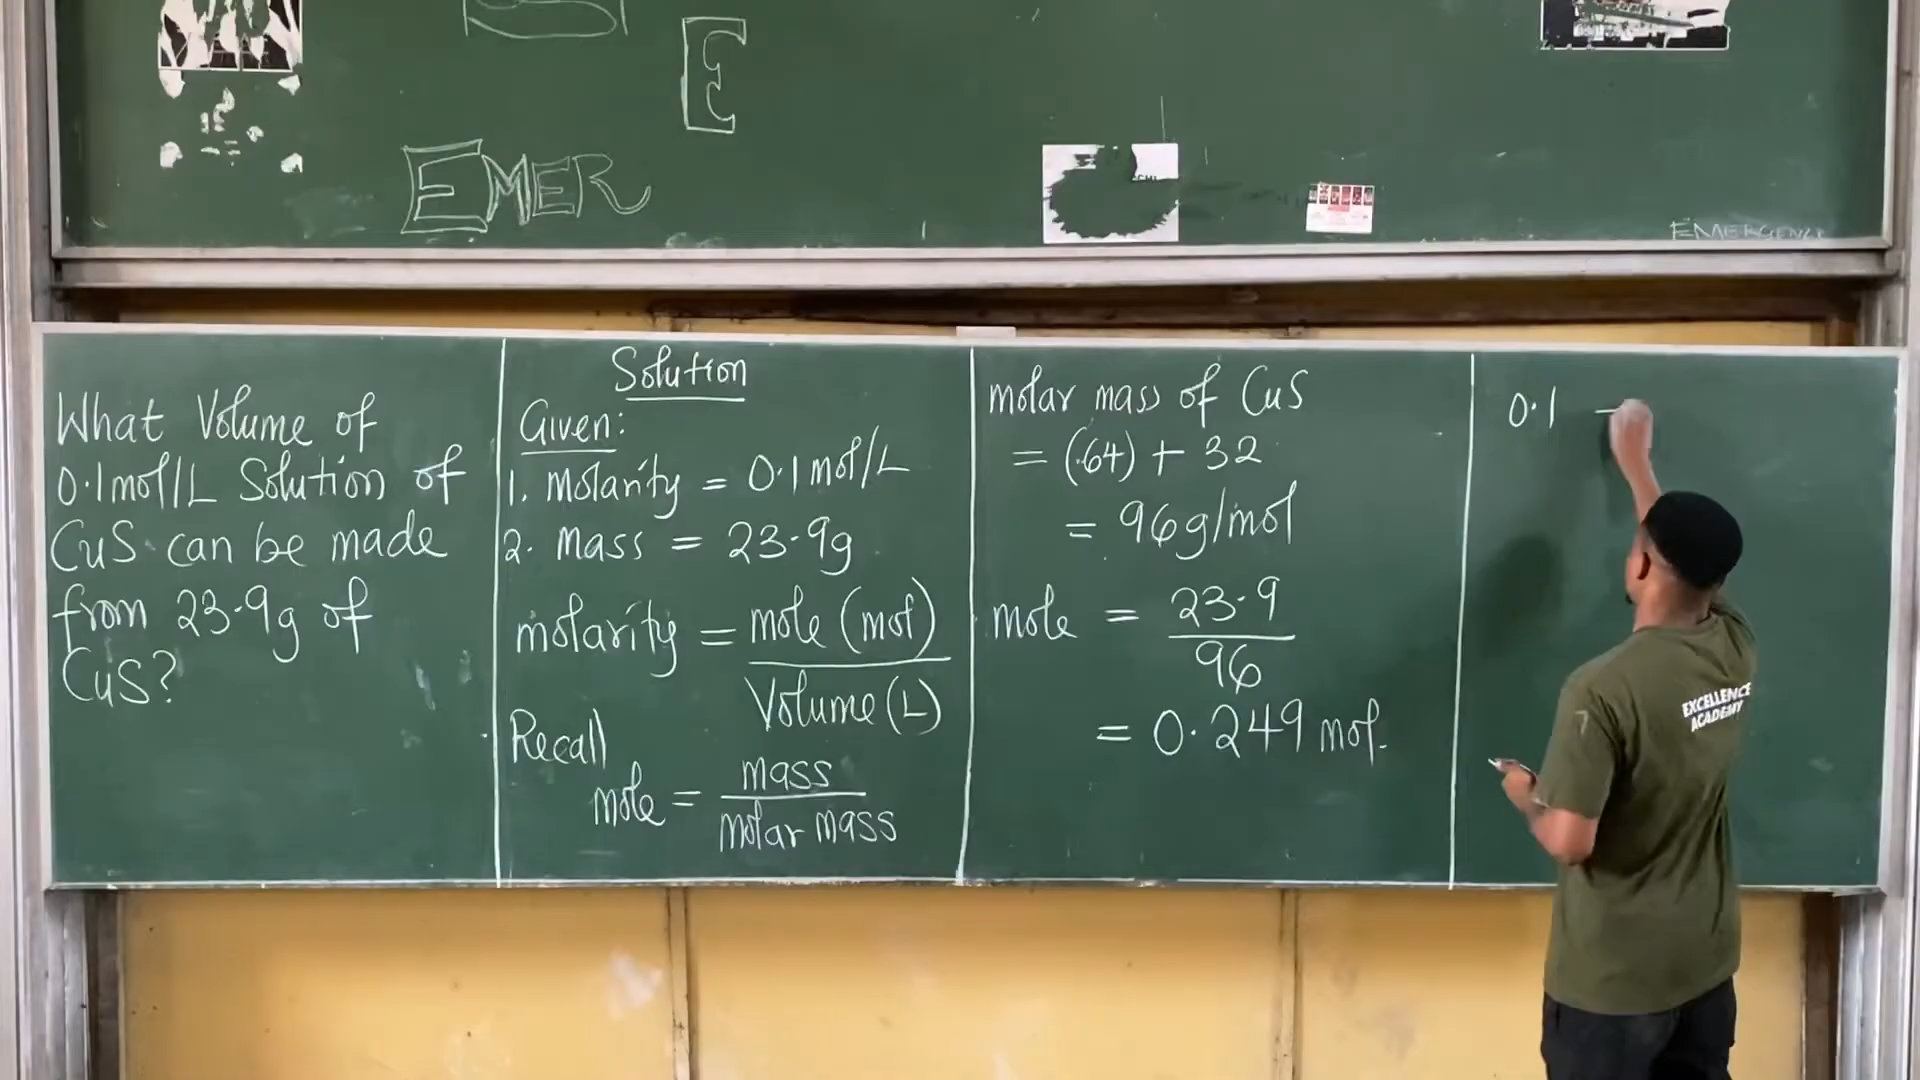 E
EMER
EMERGENCE
What Volume of
0.1mol/L Solution of
CuS can be made
from 23.9g of
CuS?
Solution
Given:
1. Molarity = 0.1mol/L
2. Mass = 23.9g
molarity = mole (mol)
Volume (L)
Recall
mole = mass
molar mass
molar mass of CuS
= (64) + 32
= 96g/mol
mole = 23.9
96
= 0.249 mol.
0.1
EXCELLENCE
ACADEMY